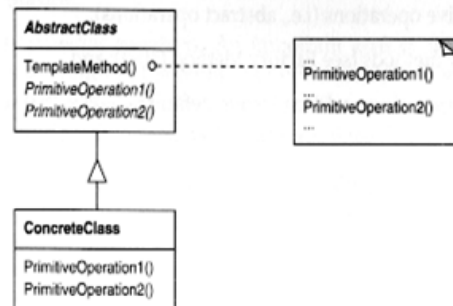 AbstractClass
TemplateMethod()
PrimitiveOperation1()
PrimitiveOperation2()
...
PrimitiveOperation1()
...
PrimitiveOperation2()
...
ConcreteClass
PrimitiveOperation1()
PrimitiveOperation2()